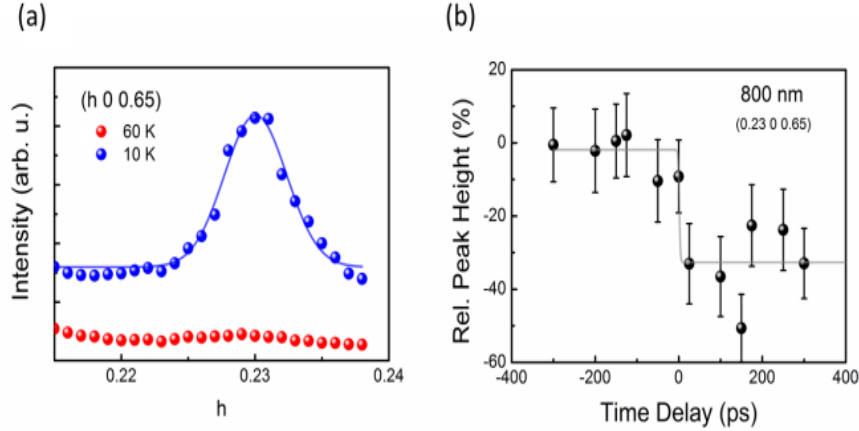 (a)
(h 0 0.65)
60 K
10 K
Intensity (arb. u.)
0.22
0.23
0.24
h
(b)
20
0
-20
-40
-60
Rel. Peak Height (%)
800 nm
(0.23 0 0.65)
-400
-200
0
200
400
Time Delay (ps)